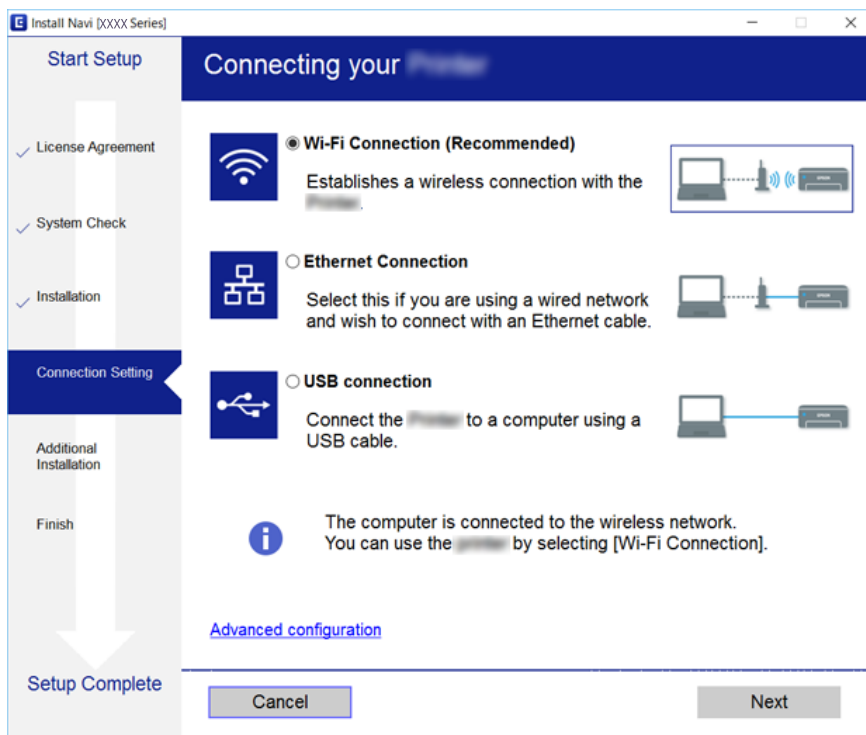 Install Navi [XXXX Series]
Start Setup
License Agreement
System Check
Installation
Connection Setting
Additional
Installation
Finish
Setup Complete
Connecting your
Wi-Fi Connection (Recommended)
Establishes a wireless connection with the
.
Ethernet Connection
Select this if you are using a wired network
and wish to connect with an Ethernet cable.
USB connection
Connect the to a computer using a
USB cable.
The computer is connected to the wireless network.
You can use the by selecting [Wi-Fi Connection].
Advanced configuration
Cancel
Next